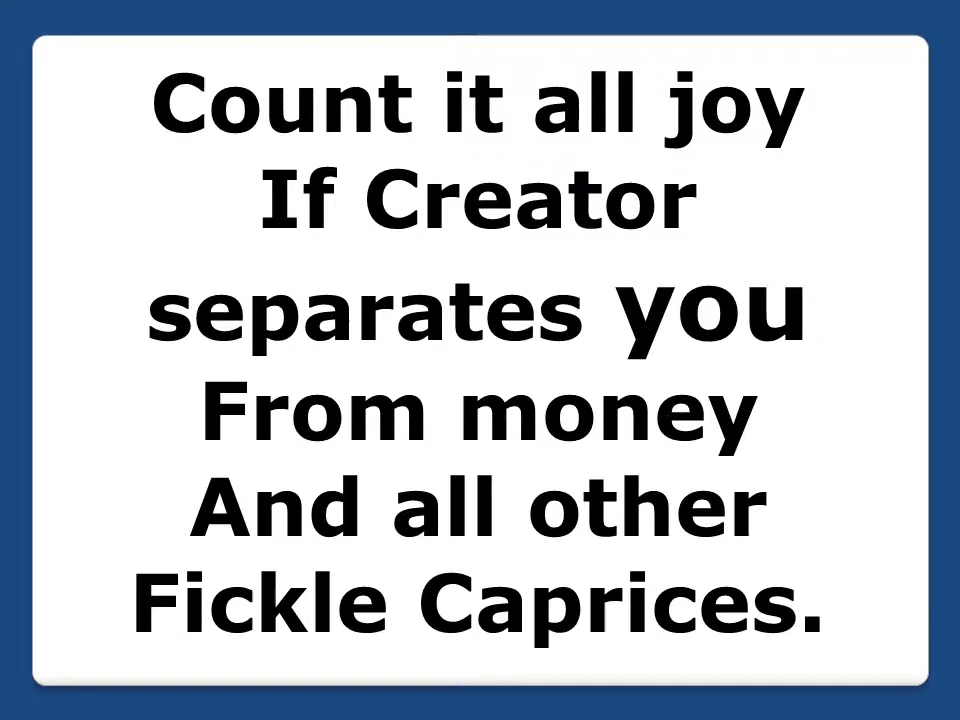 Count it all joy
If Creator
separates you
From money
And all other
Fickle Caprices.